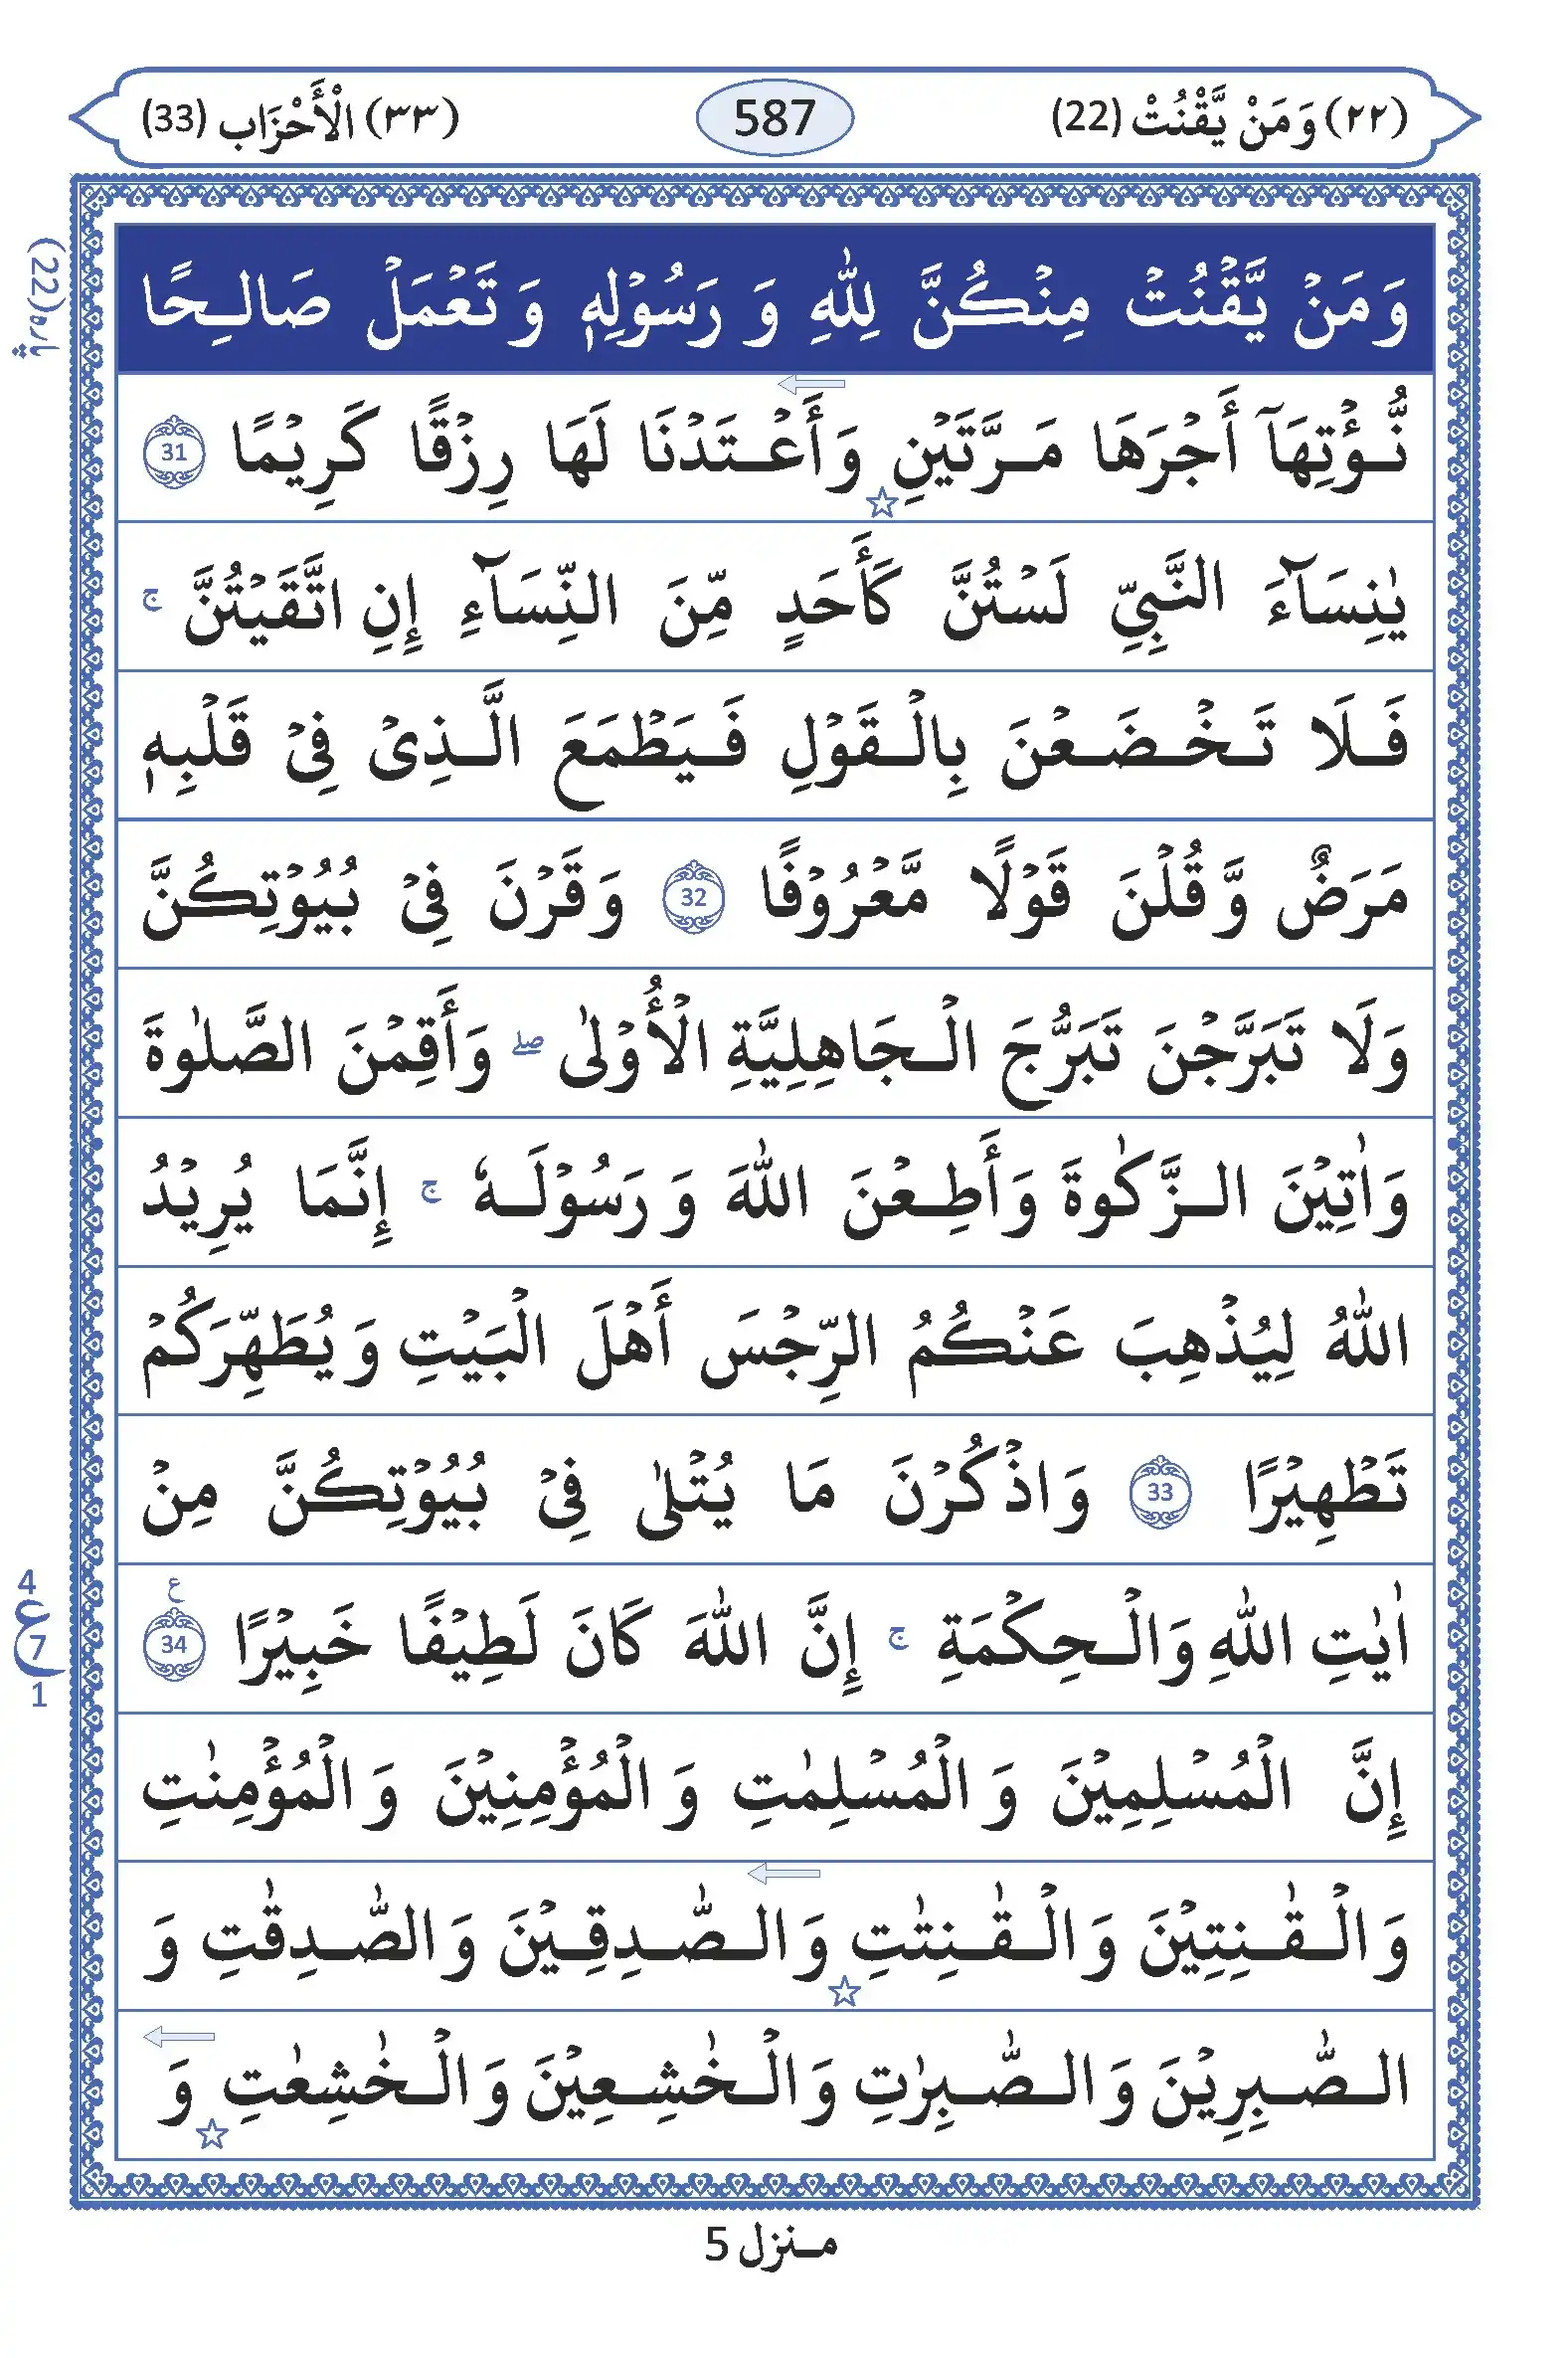 (٢٢) وَمَنْ يَّقْنُتْ (22)
587
(٣٣) الْأَحْزَاب (33)
پارہ (22)
وَمَنْ يَّقْنُتْ مِنْكُنَّ لِلّٰهِ وَ رَسُوْلِهٖ وَ تَعْمَلْ صَالِحًا
نُّؤْتِهَآ أَجْرَهَا مَرَّتَيْنِ وَأَعْتَدْنَا لَهَا رِزْقًا كَرِيْمًا 31
يٰنِسَآءَ النَّبِيِّ لَسْتُنَّ كَأَحَدٍ مِّنَ النِّسَآءِ إِنِ اتَّقَيْتُنَّ ج
فَلَا تَخْضَعْنَ بِالْقَوْلِ فَيَطْمَعَ الَّذِىْ فِىْ قَلْبِهٖ
مَرَضٌ وَّ قُلْنَ قَوْلًا مَّعْرُوْفًا 32 وَ قَرْنَ فِىْ بُيُوْتِكُنَّ
وَلَا تَبَرَّجْنَ تَبَرُّجَ الْجَاهِلِيَّةِ الْأُوْلٰى صلے وَأَقِمْنَ الصَّلٰوةَ
وَاٰتِيْنَ الزَّكٰوةَ وَأَطِعْنَ اللّٰهَ وَ رَسُوْلَهٗ ج إِنَّمَا يُرِيْدُ
اللّٰهُ لِيُذْهِبَ عَنْكُمُ الرِّجْسَ أَهْلَ الْبَيْتِ وَ يُطَهِّرَكُمْ
تَطْهِيْرًا 33 وَاذْكُرْنَ مَا يُتْلٰى فِىْ بُيُوْتِكُنَّ مِنْ
اٰيٰتِ اللّٰهِ وَالْحِكْمَةِ ج إِنَّ اللّٰهَ كَانَ لَطِيْفًا خَبِيْرًا 34 ع
4
ع 7
1
إِنَّ الْمُسْلِمِيْنَ وَ الْمُسْلِمٰتِ وَ الْمُؤْمِنِيْنَ وَ الْمُؤْمِنٰتِ
وَ الْقٰنِتِيْنَ وَ الْقٰنِتٰتِ وَ الصّٰدِقِيْنَ وَ الصّٰدِقٰتِ وَ
الصّٰبِرِيْنَ وَ الصّٰبِرٰتِ وَ الْخٰشِعِيْنَ وَ الْخٰشِعٰتِ وَ
منزل 5